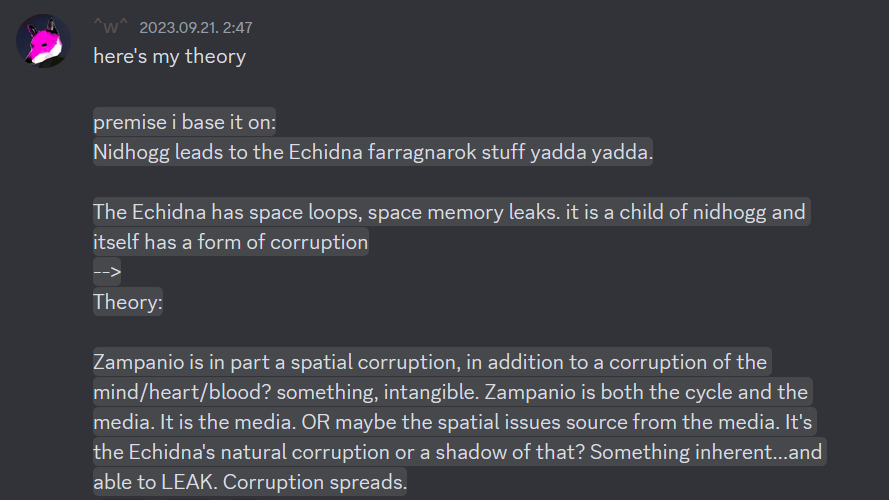 ^w^ 2023.09.21. 2:47
here's my theory
premise i base it on:
Nidhogg leads to the Echidna farragnarok stuff yadda yadda.
The Echidna has space loops, space memory leaks. it is a child of nidhogg and
itself has a form of corruption
-->
Theory:
Zampanio is in part a spatial corruption, in addition to a corruption of the
mind/heart/blood? something, intangible. Zampanio is both the cycle and the
media. It is the media. OR maybe the spatial issues source from the media. It's
the Echidna's natural corruption or a shadow of that? Something inherent...and
able to LEAK. Corruption spreads.